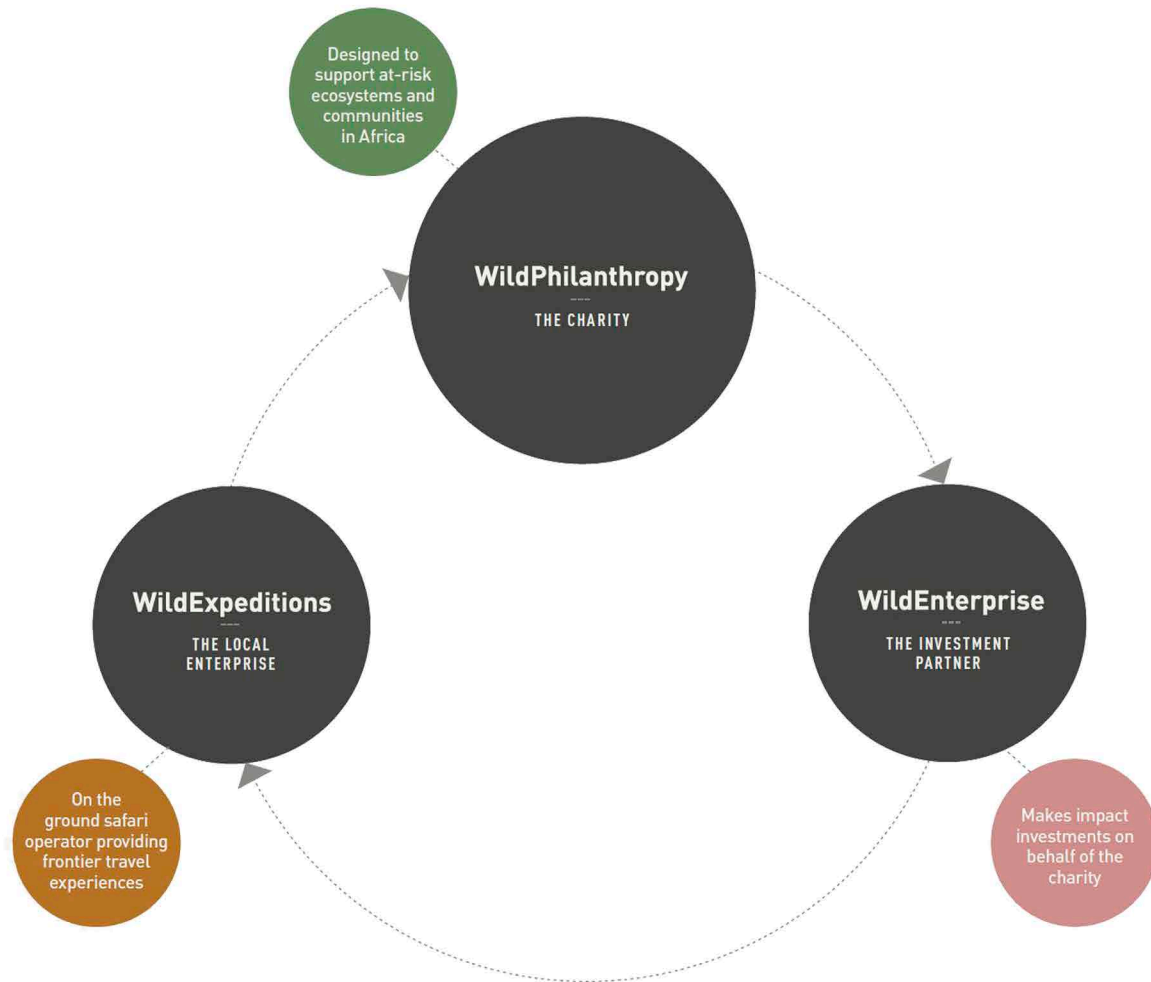 Designed to
support at-risk
ecosystems and
communities
in Africa
WildPhilanthropy
THE CHARITY
WildExpeditions
THE LOCAL
ENTERPRISE
WildEnterprise
THE INVESTMENT
PARTNER
On the
ground safari
operator providing
frontier travel
experiences
Makes impact
investments on
behalf of the
charity